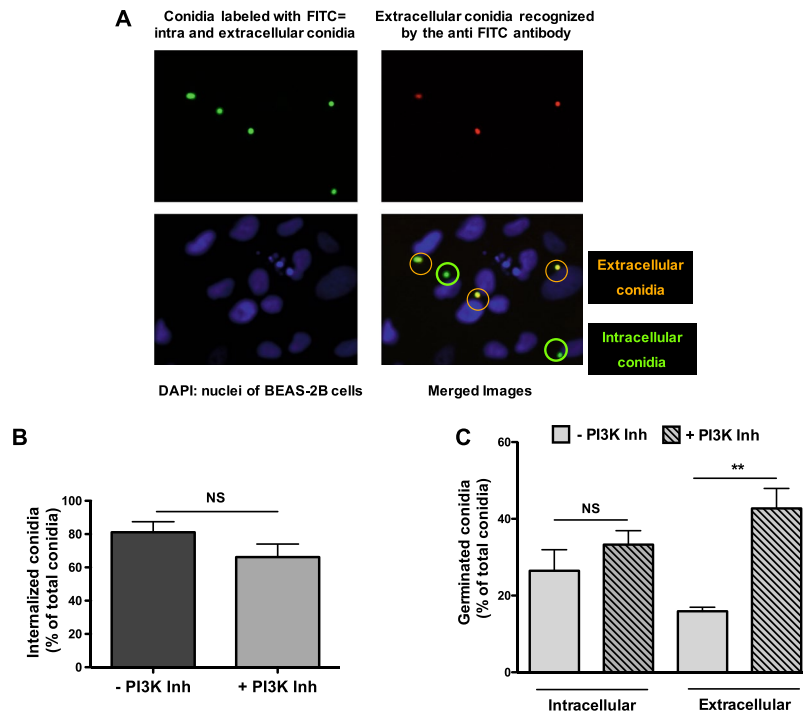 A
Conidia labeled with FITC=
intra and extracellular conidia
Extracellular conidia recognized
by the anti FITC antibody
Extracellular
conidia
Intracellular
conidia
DAPI: nuclei of BEAS-2B cells
Merged Images
B
Internalized conidia
(% of total conidia)
100
80
60
40
20
0
NS
- PI3K Inh
+ PI3K Inh
C
Germinated conidia
(% of total conidia)
60
40
20
0
- PI3K Inh
+ PI3K Inh
NS
**
Intracellular
Extracellular